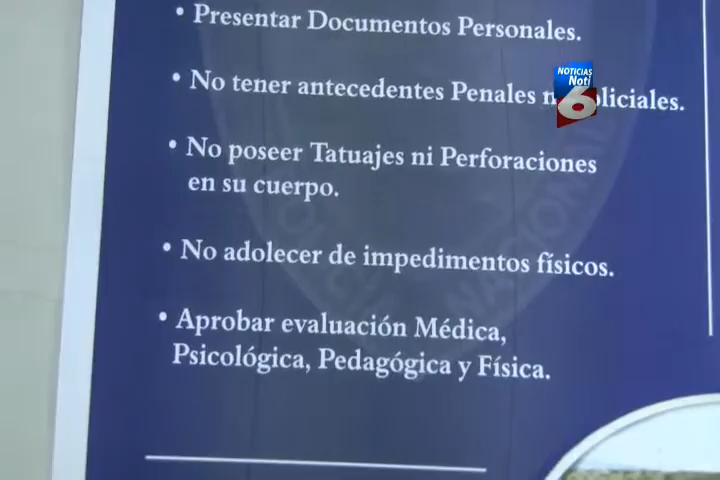 • Presentar Documentos Personales.
NOTICIAS
Noti
6
• No tener antecedentes Penales
• No poseer Tatuajes ni Perforaciones
en su cuerpo.
• No adolecer de impedimentos físicos.
• Aprobar evaluación Médica,
Psicológica, Pedagógica y Física.